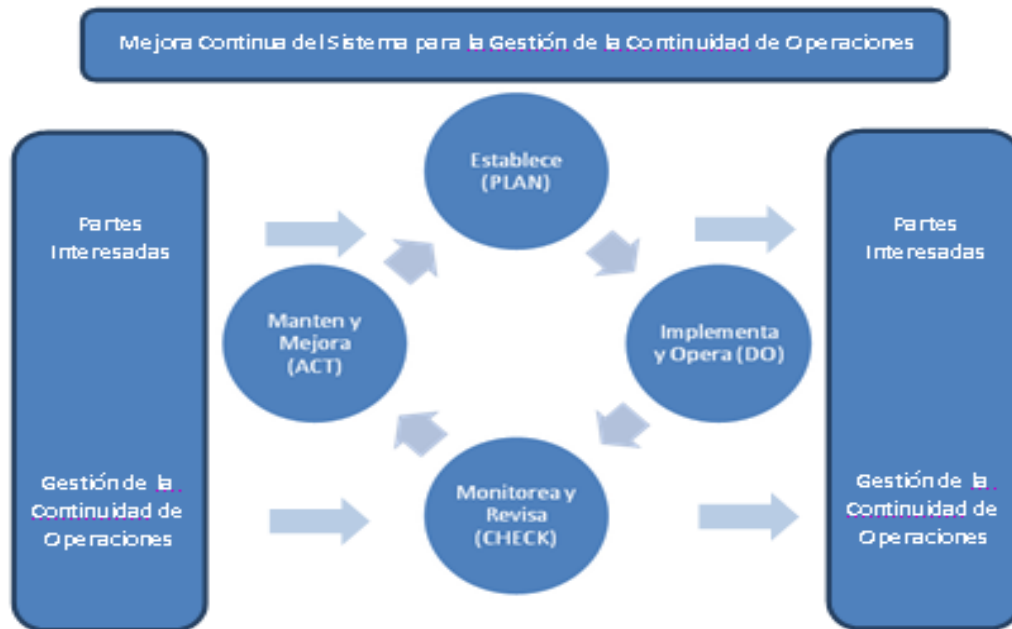 Mejora Continua del Sistema para la Gestión de la Continuidad de Operaciones
Establece
(PLAN)
Partes
Interesadas
Partes
Interesadas
Manten y
Mejora
(ACT)
Implementa
y Opera (DO)
Gestión de la
Continuidad de
Operaciones
Monitorea y
Revisa
(CHECK)
Gestión de la
Continuidad de
Operaciones